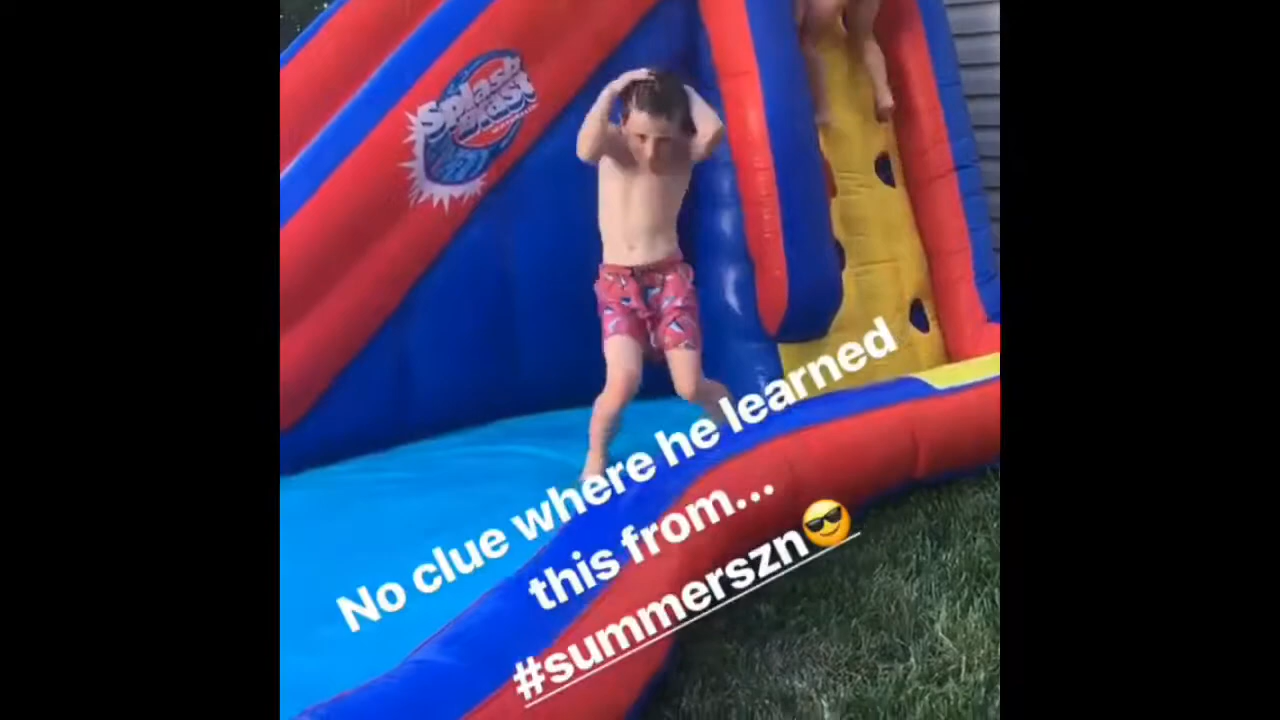 Splash
Blast
No clue where he learned
this from...
#summerszn😎